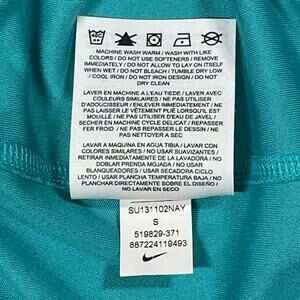 MACHINE WASH WARM / WASH WITH LIKE
COLORS / DO NOT USE SOFTENERS / REMOVE
IMMEDIATELY / DO NOT ALLOW TO LAY ON ITSELF
WHEN WET / DO NOT BLEACH / TUMBLE DRY LOW
/ COOL IRON / DO NOT IRON DESIGN / DO NOT
DRY CLEAN
LAVER EN MACHINE A L'EAU TIEDE / LAVER AVEC
COULEURS SIMILAIRES / NE PAS UTILISER
D'ADOUCISSEUR / ENLEVER IMMEDIATEMENT / NE
PAS LAISSER LE VÊTEMENT PLIÉ LORSQU'IL EST
MOUILLÉ / NE PAS UTILISER D'EAU DE JAVEL /
SECHER EN MACHINE CYCLE DELICAT / REPASSER
FER FROID / NE PAS REPASSER LE DESSIN / NE
PAS NETTOYER A SEC
LAVAR A MAQUINA EN AGUA TIBIA / LAVAR CON
COLORES SIMILARES / NO USAR SUAVIZANTES /
RETIRAR INMEDIATAMENTE DE LA LAVADORA / NO
DOBLAR PRENDA MOJADA / NO USAR
BLANQUEADORES / USAR SECADORA CICLO
LENTO / PLANCHAR TEMPERATURA BAJA / NO
PLANCHAR DIRECTAMENTE SOBRE EL DISEÑO / NO
LAVAR EN SECO
SU131102NAY
S
519829-371
887224119493